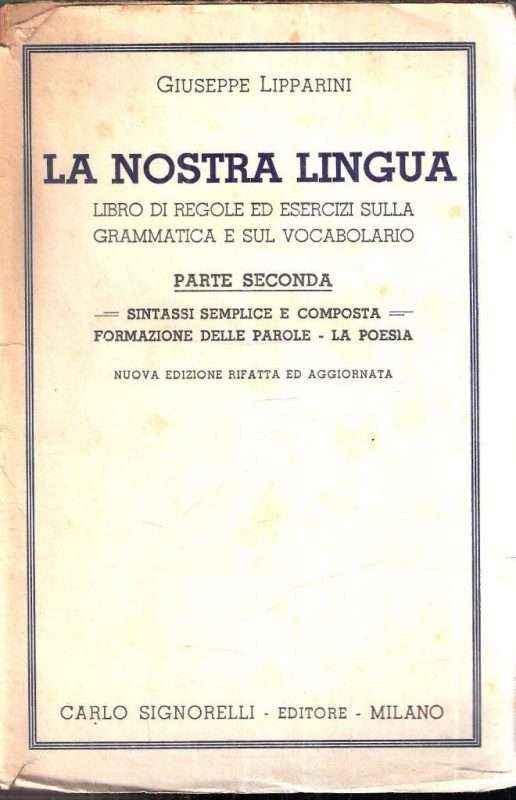 GIUSEPPE LIPPARINI
LA NOSTRA LINGUA
LIBRO DI REGOLE ED ESERCIZI SULLA
GRAMMATICA E SUL VOCABOLARIO
PARTE SECONDA
SINTASSI SEMPLICE E COMPOSTA
FORMAZIONE DELLE PAROLE - LA POESìA
NUOVA EDIZIONE RIFATTA ED AGGIORNATA
CARLO SIGNORELLI - EDITORE - MILANO